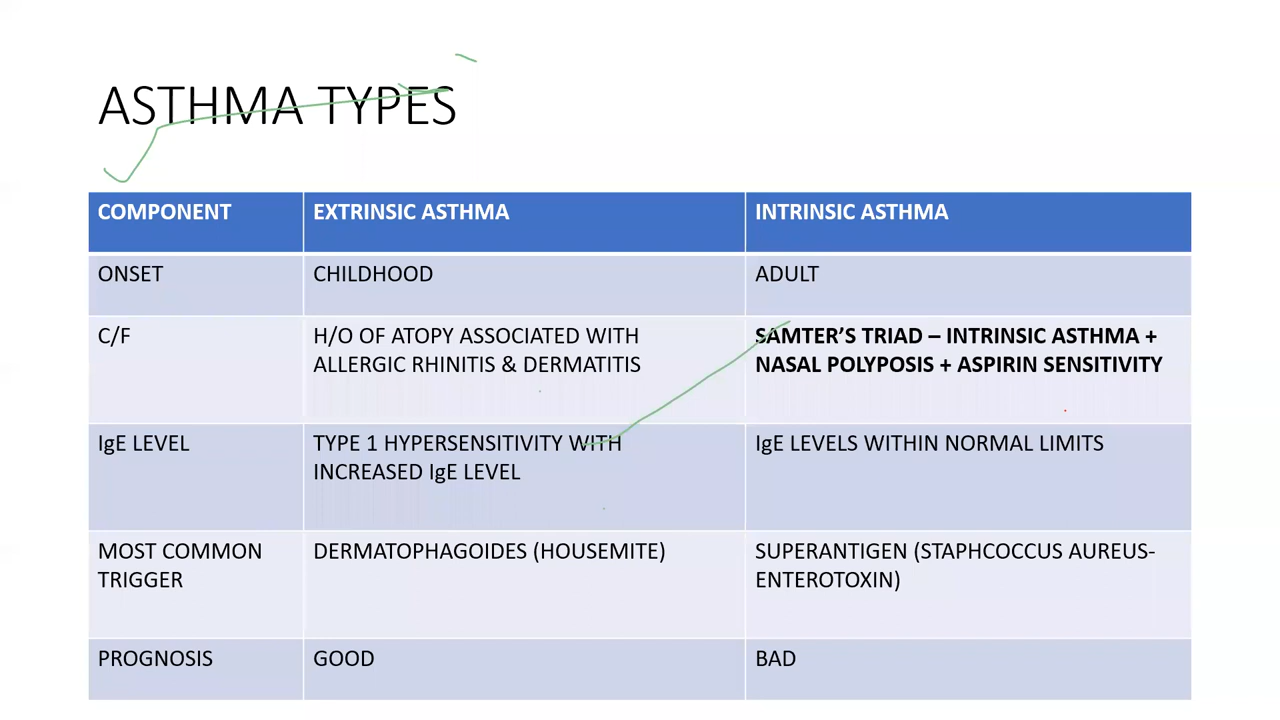 ASTHMA TYPES
COMPONENT
EXTRINSIC ASTHMA
INTRINSIC ASTHMA
ONSET
CHILDHOOD
ADULT
C/F
H/O OF ATOPY ASSOCIATED WITH
ALLERGIC RHINITIS & DERMATITIS
SAMTER'S TRIAD – INTRINSIC ASTHMA +
NASAL POLYPOSIS + ASPIRIN SENSITIVITY
IgE LEVEL
TYPE 1 HYPERSENSITIVITY WITH
INCREASED IgE LEVEL
IgE LEVELS WITHIN NORMAL LIMITS
MOST COMMON
TRIGGER
DERMATOPHAGOIDES (HOUSEMITE)
SUPERANTIGEN (STAPHCOCCUS AUREUS-
ENTEROTOXIN)
PROGNOSIS
GOOD
BAD